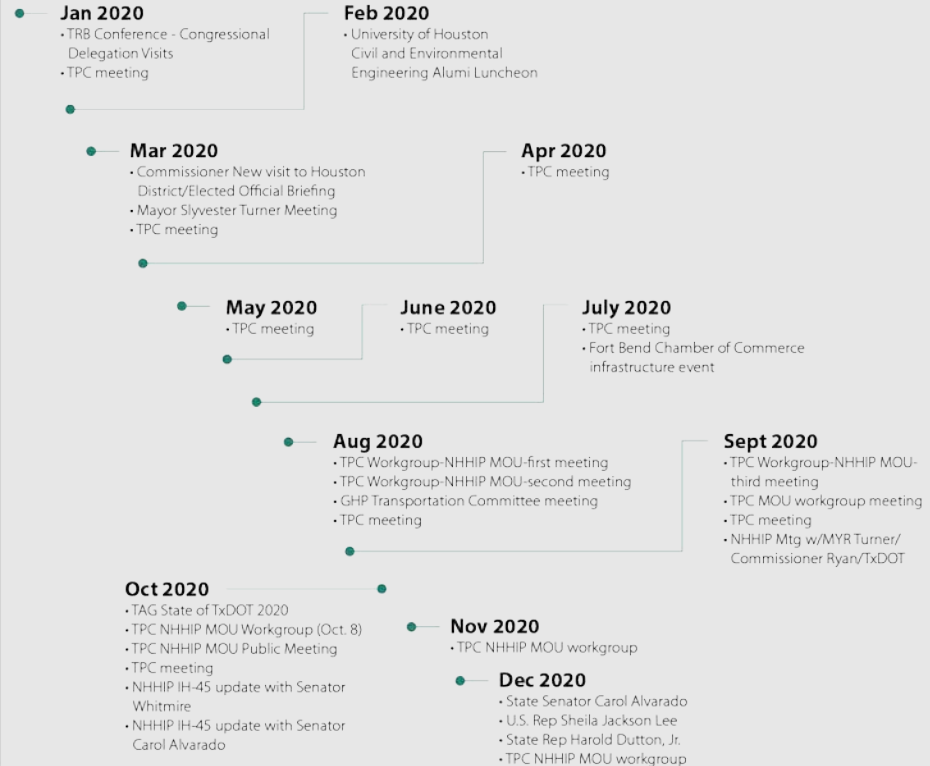 Jan 2020
• TRB Conference - Congressional
Delegation Visits
• TPC meeting
Feb 2020
• University of Houston
Civil and Environmental
Engineering Alumi Luncheon
Mar 2020
• Commissioner New visit to Houston
District/Elected Official Briefing
• Mayor Slyvester Turner Meeting
• TPC meeting
Apr 2020
• TPC meeting
May 2020
• TPC meeting
June 2020
• TPC meeting
July 2020
• TPC meeting
• Fort Bend Chamber of Commerce
infrastructure event
Aug 2020
• TPC Workgroup-NHHIP MOU-first meeting
• TPC Workgroup-NHHIP MOU-second meeting
• GHP Transportation Committee meeting
• TPC meeting
Sept 2020
• TPC Workgroup-NHHIP MOU-
third meeting
• TPC MOU workgroup meeting
• TPC meeting
• NHHIP Mtg w/MYR Turner/
Commissioner Ryan/TxDOT
Oct 2020
• TAG State of TxDOT 2020
• TPC NHHIP MOU Workgroup (Oct. 8)
• TPC NHHIP MOU Public Meeting
• TPC meeting
• NHHIP IH-45 update with Senator
Whitmire
• NHHIP IH-45 update with Senator
Carol Alvarado
Nov 2020
• TPC NHHIP MOU workgroup
Dec 2020
• State Senator Carol Alvarado
• U.S. Rep Sheila Jackson Lee
• State Rep Harold Dutton, Jr.
• TPC NHHIP MOU workgroup